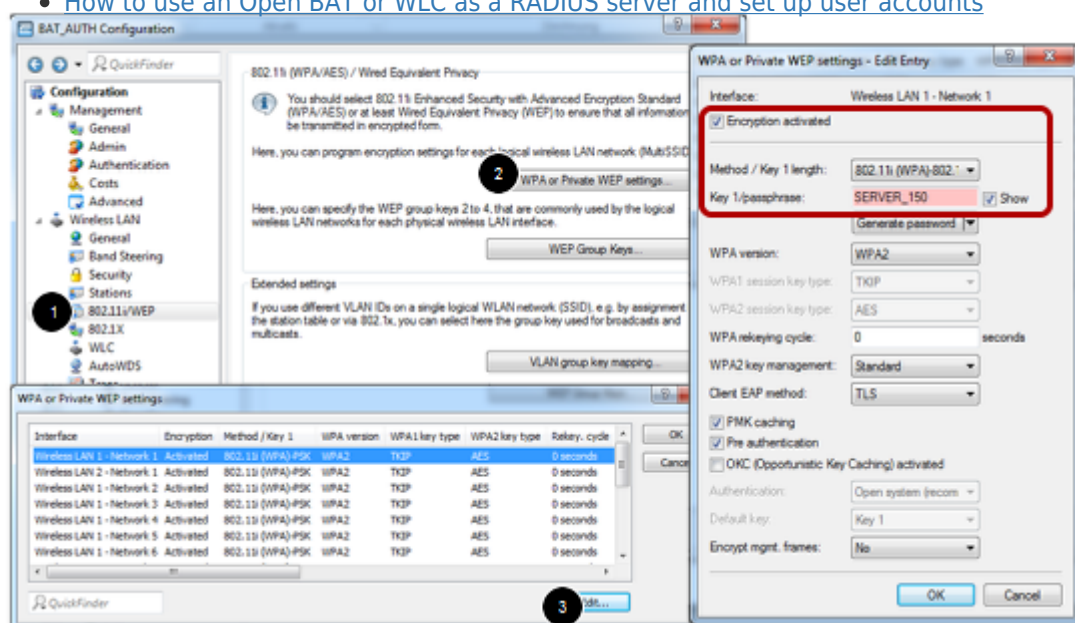 How to use an Open BAT or WLC as a RADIUS server and set up user accounts
BAT_AUTH Configuration
QuickFinder
Configuration
Management
General
Admin
Authentication
Costs
Advanced
Wireless LAN
General
Band Steering
Security
Stations
1
802.11i/WEP
802.1X
WLC
AutoWDS
802.11i (WPA/AES) / Wired Equivalent Privacy
You should select 802.11i Enhanced Security with Advanced Encryption Standard
(WPA/AES) or at least Wired Equivalent Privacy (WEP) to ensure that all information
be transmitted in encrypted form.
Here, you can program encryption settings for each logical wireless LAN network (MultiSSID
2
WPA or Private WEP settings...
Here, you can specify the WEP group keys 2 to 4, that are commonly used by the logical
wireless LAN networks for each physical wireless LAN interface.
WEP Group Keys...
Extended settings
If you use different VLAN IDs on a single logical WLAN network (SSID), e.g. by assignment
the station table or via 802.1x, you can select here the group key used for broadcasts and
multicasts.
VLAN group key mapping...
WPA or Private WEP settings
Interface Encryption Method / Key 1 WPA version WPA1 key type WPA2 key type Rekey. cycle
Wireless LAN 1 - Network 1 Activated 802.11i (WPA)-PSK WPA2 TKIP AES 0 seconds
Wireless LAN 2 - Network 1 Activated 802.11i (WPA)-PSK WPA2 TKIP AES 0 seconds
Wireless LAN 1 - Network 2 Activated 802.11i (WPA)-PSK WPA2 TKIP AES 0 seconds
Wireless LAN 1 - Network 3 Activated 802.11i (WPA)-PSK WPA2 TKIP AES 0 seconds
Wireless LAN 1 - Network 4 Activated 802.11i (WPA)-PSK WPA2 TKIP AES 0 seconds
Wireless LAN 1 - Network 5 Activated 802.11i (WPA)-PSK WPA2 TKIP AES 0 seconds
Wireless LAN 1 - Network 6 Activated 802.11i (WPA)-PSK WPA2 TKIP AES 0 seconds
OK
Cancel
QuickFinder
3
WPA or Private WEP settings - Edit Entry
Interface: Wireless LAN 1 - Network 1
Encryption activated
Method / Key 1 length: 802.11i (WPA)-802.1
Key 1/passphrase: SERVER_150 Show
Generate password
WPA version: WPA2
WPA1 session key type: TKIP
WPA2 session key type: AES
WPA rekeying cycle: 0 seconds
WPA2 key management: Standard
Client EAP method: TLS
PMK caching
Pre authentication
OKC (Opportunistic Key Caching) activated
Authentication: Open system (recom
Default key: Key 1
Encrypt mgmt. frames: No
OK Cancel